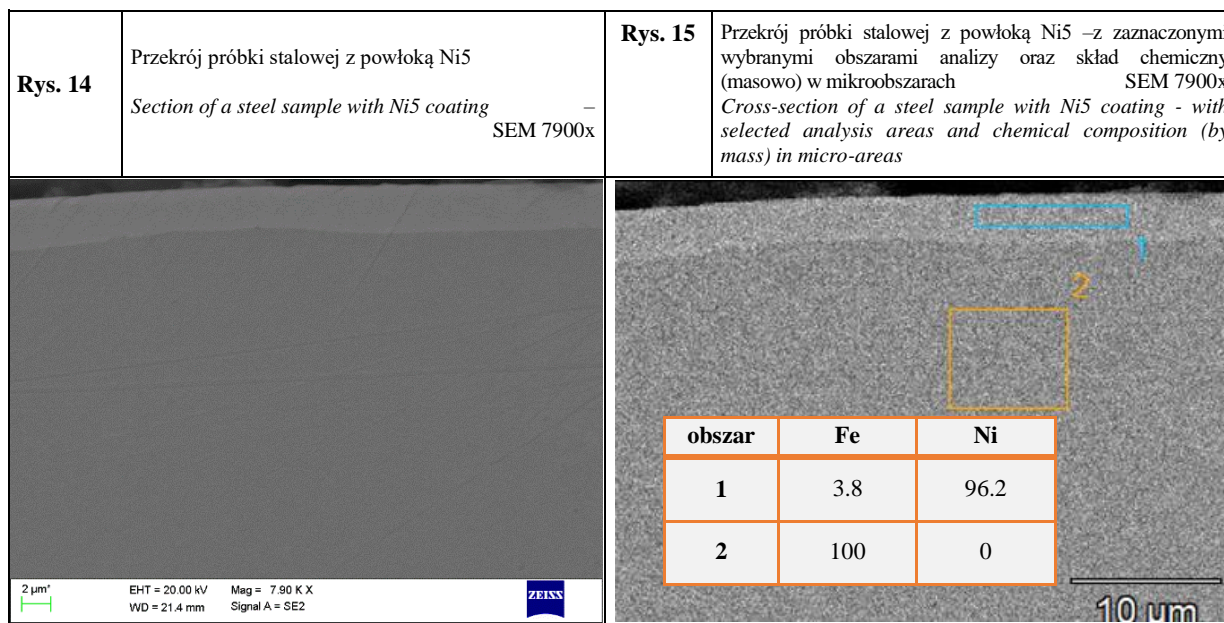 Rys. 14
Przekrój próbki stalowej z powłoką Ni5
Section of a steel sample with Ni5 coating –
SEM 7900x
Rys. 15
Przekrój próbki stalowej z powłoką Ni5 –z zaznaczonymi
wybranymi obszarami analizy oraz skład chemiczny
(masowo) w mikroobszarach SEM 7900x
Cross-section of a steel sample with Ni5 coating - with
selected analysis areas and chemical composition (by
mass) in micro-areas
2 µm*
EHT = 20.00 kV Mag = 7.90 K X
WD = 21.4 mm Signal A = SE2
ZEISS
1
2
obszar Fe Ni
1 3.8 96.2
2 100 0
10 µm